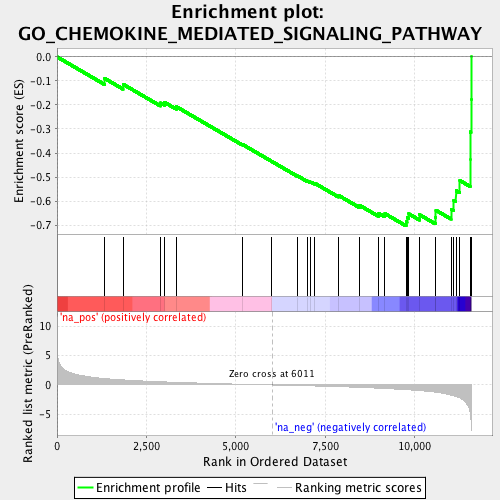 Enrichment plot:
GO_CHEMOKINE_MEDIATED_SIGNALING_PATHWAY
Enrichment score (ES)
0.0
-0.1
-0.2
-0.3
-0.4
-0.5
-0.6
-0.7
'na_pos' (positively correlated)
Ranked list metric (PreRanked)
10
5
0
-5
Zero cross at 6011
'na_neg' (negatively correlated)
0
2,500
5,000
7,500
10,000
Rank in Ordered Dataset
Enrichment profile
Hits
Ranking metric scores